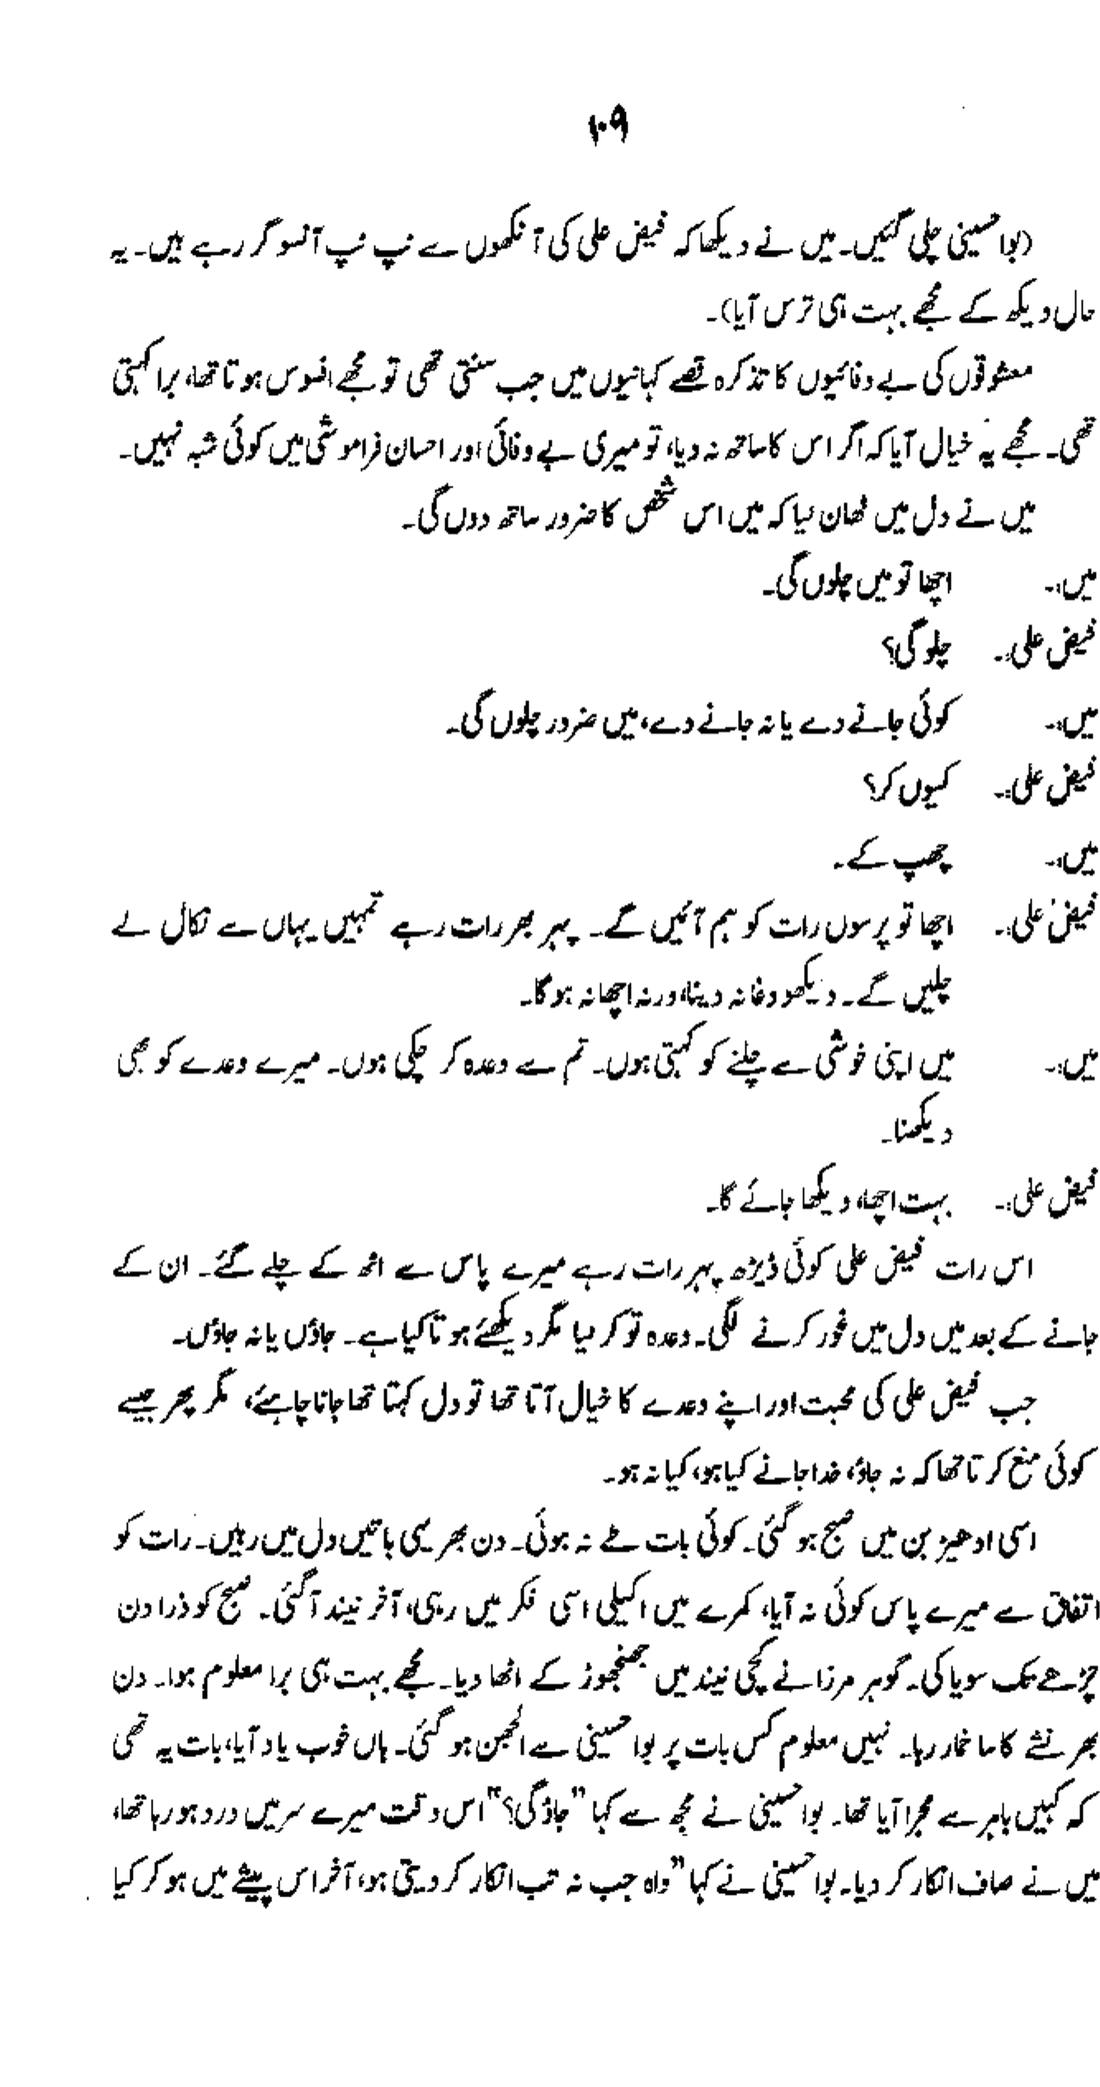 ۱۰۹
(بوا حسینی چلی گئیں۔ میں نے دیکھا کہ فیض علی کی آنکھوں سے ٹپ ٹپ آنسو گر رہے ہیں۔ یہ
حال دیکھ کے مجھے بہت ہی ترس آیا)۔
معشوقوں کی بے وفائیوں کا تذکرہ قصے کہانیوں میں جب سنتی تھی تو مجھے افسوس ہوتا تھا، برا کہتی
تھی۔ مجھے یہ خیال آیا کہ اگر اس کا ساتھ نہ دیا، تو میری بے وفائی اور احسان فراموشی میں کوئی شبہ نہیں۔
میں نے دل میں ٹھان لیا کہ میں اس شخص کا ضرور ساتھ دوں گی۔
میں:۔ اچھا تو میں چلوں گی۔
فیض علی:۔ چلو گی؟
میں:۔ کوئی جانے دے یا نہ جانے دے، میں ضرور چلوں گی۔
فیض علی:۔ کیوں کر؟
میں:۔ چھپ کے۔
فیض علی:۔ اچھا تو پرسوں رات کو ہم آئیں گے۔ پہر بھر رات رہے تمہیں یہاں سے نکال لے
چلیں گے۔ دیکھو دغا نہ دینا، ورنہ اچھا نہ ہو گا۔
میں:۔ میں اپنی خوشی سے چلنے کو کہتی ہوں۔ تم سے وعدہ کر چکی ہوں۔ میرے وعدے کو بھی
دیکھنا۔
فیض علی:۔ بہت اچھا، دیکھا جائے گا۔
اس رات فیض علی کوئی ڈیڑھ پہر رات رہے میرے پاس سے اٹھ کے چلے گئے۔ ان کے
جانے کے بعد میں دل میں غور کرنے لگی۔ وعدہ تو کر لیا مگر دیکھئے ہوتا کیا ہے۔ جاؤں یا نہ جاؤں۔
جب فیض علی کی محبت اور اپنے وعدے کا خیال آتا تھا تو دل کہتا تھا جانا چاہئے، مگر پھر جیسے
کوئی منع کرتا تھا کہ نہ جاؤ، خدا جانے کیا ہو، کیا نہ ہو۔
اسی ادھیڑ بن میں صبح ہو گئی۔ کوئی بات طے نہ ہوئی۔ دن بھر یہی باتیں دل میں رہیں۔ رات کو
اتفاق سے میرے پاس کوئی نہ آیا، کمرے میں اکیلی اسی فکر میں رہی، آخر نیند آگئی۔ صبح کو ذرا دن
چڑھے تک سویا کی۔ گوہر مرزا نے کچی نیند میں جھنجھوڑ کے اٹھا دیا۔ مجھے بہت ہی برا معلوم ہوا۔ دن
بھر نشے کا سا خمار رہا۔ نہیں معلوم کس بات پر بوا حسینی سے الجھن ہو گئی۔ ہاں خوب یاد آیا، بات یہ تھی
کہ کہیں باہر سے مجرا آیا تھا۔ بوا حسینی نے مجھ سے کہا "جاؤ گی؟" اس وقت میرے سر میں درد ہو رہا تھا،
میں نے صاف انکار کر دیا۔ بوا حسینی نے کہا "واہ جب نہ تب انکار کر دیتی ہو، آخر اس پیشے میں ہو کر کیا